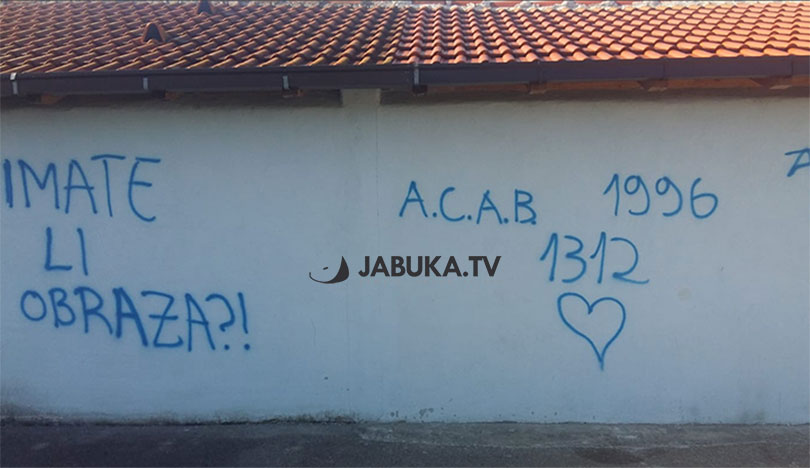 IMATE
LI
OBRAZA?!
A.C.A.B.
1996
1312
JABUKA.TV